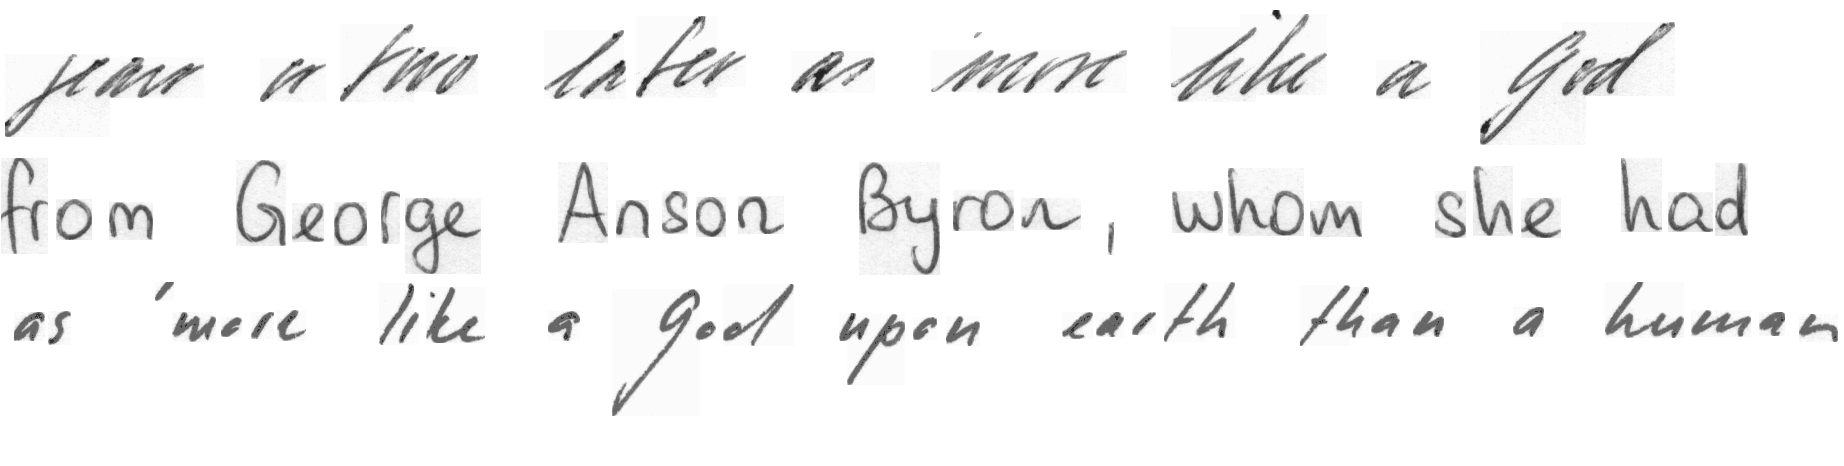 year or two later as 'more like a God
from George Anson Byron, whom she had
as 'more like a God upon earth than a human